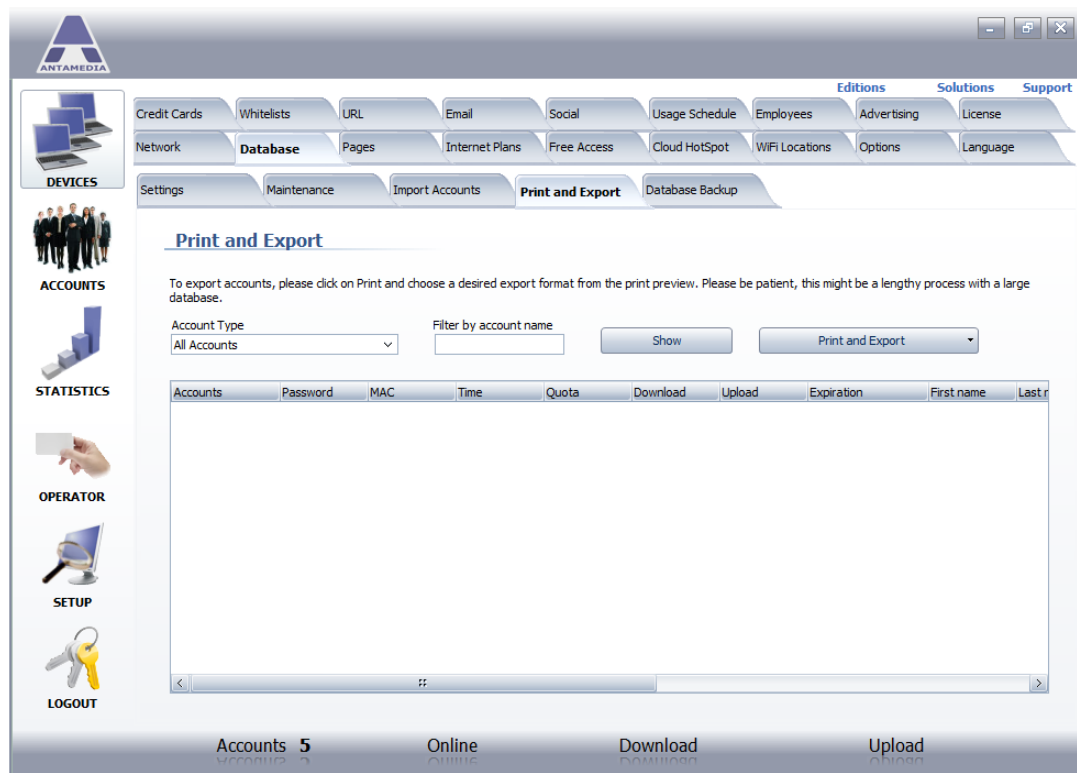 ANTAMEDIA
Editions Solutions Support
Credit Cards Whitelists URL Email Social Usage Schedule Employees Advertising License
Network Database Pages Internet Plans Free Access Cloud HotSpot WiFi Locations Options Language
Settings Maintenance Import Accounts Print and Export Database Backup
DEVICES
ACCOUNTS
STATISTICS
OPERATOR
SETUP
LOGOUT
Print and Export
To export accounts, please click on Print and choose a desired export format from the print preview. Please be patient, this might be a lengthy process with a large
database.
Account Type Filter by account name
All Accounts Show Print and Export
Accounts Password MAC Time Quota Download Upload Expiration First name Last r
Accounts 5 Online Download Upload